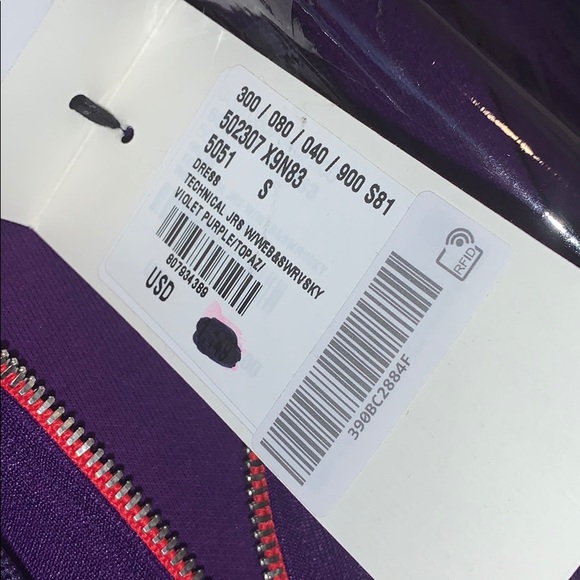 300 / 080 / 040 / 900 S81
502307 X9N83
5051 S
DRESS
TECHNICAL JRS W/WEB&SWRVSKY
VIOLET PURPLE/TOPAZ/
807934389
USD
RFID
390BC2884F